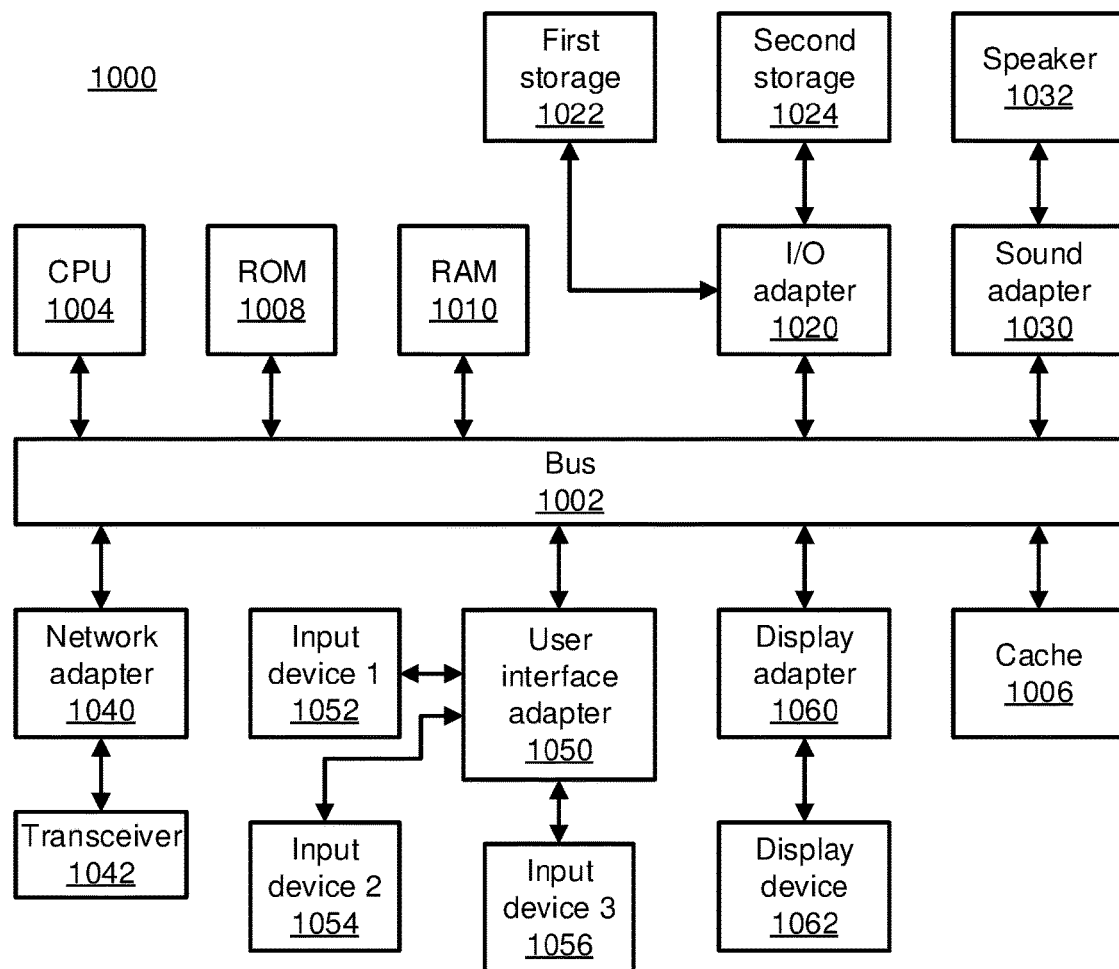 1000
First
storage
1022
Second
storage
1024
Speaker
1032
CPU
1004
ROM
1008
RAM
1010
I/O
adapter
1020
Sound
adapter
1030
Bus
1002
Network
adapter
1040
Input
device 1
1052
User
interface
adapter
1050
Display
adapter
1060
Cache
1006
Transceiver
1042
Input
device 2
1054
Input
device 3
1056
Display
device
1062